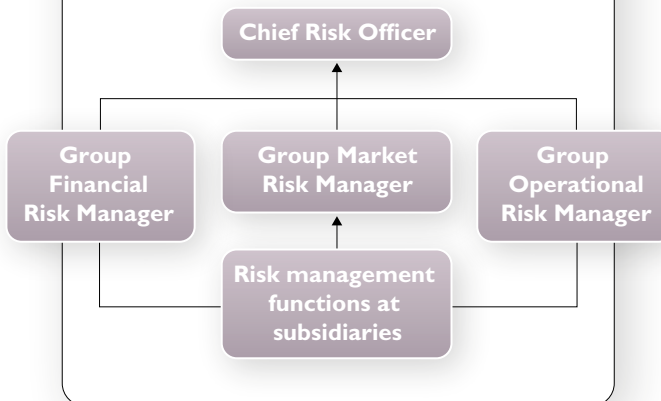 Chief Risk Officer
Group
Financial
Risk Manager
Group Market
Risk Manager
Group
Operational
Risk Manager
Risk management
functions at
subsidiaries